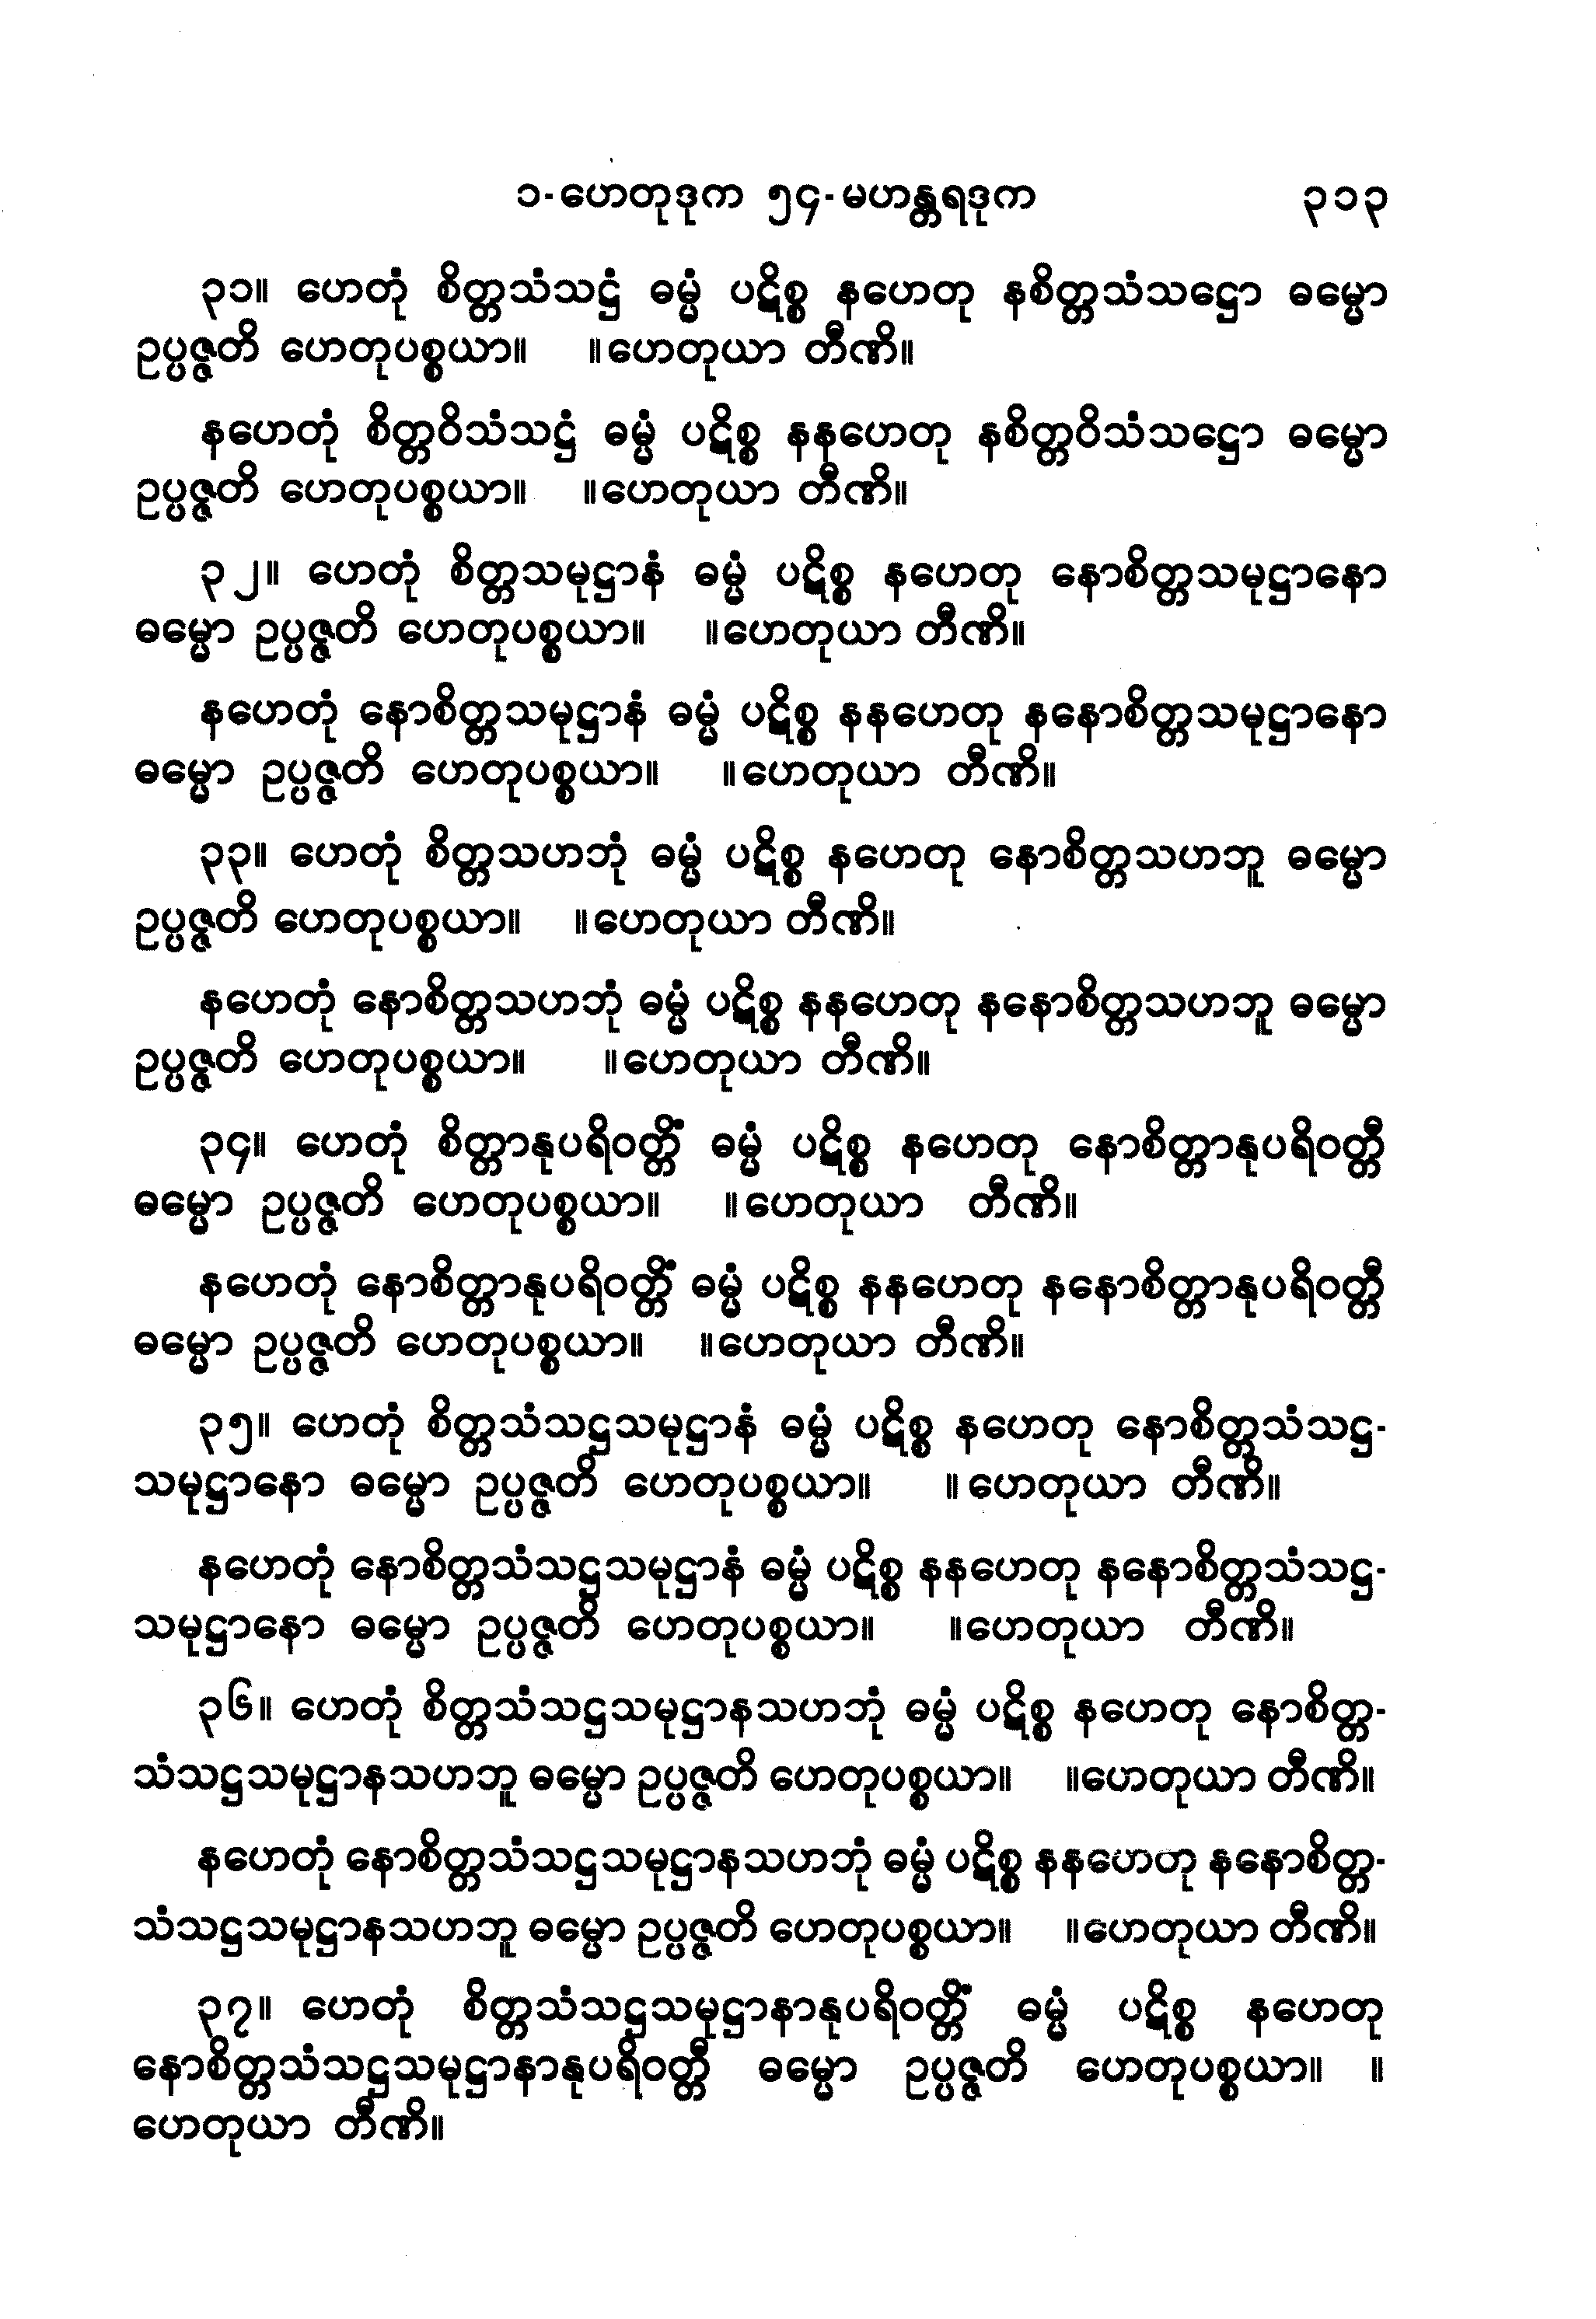 ၁-ဟေတုဒုက ၅၄-မဟန္တရဒုက ၃၁၃
၃၁။ ဟေတုံ စိတ္တသံသဋ္ဌံ ဓမ္မံ ပဋိစ္စ နဟေတု နစိတ္တသံသဋ္ဌော ဓမ္မော
ဥပ္ပဇ္ဇတိ ဟေတုပစ္စယာ။ ။ဟေတုယာ တီဏိ။
နဟေတုံ စိတ္တဝိသံသဋ္ဌံ ဓမ္မံ ပဋိစ္စ နနဟေတု နစိတ္တဝိသံသဋ္ဌော ဓမ္မော
ဥပ္ပဇ္ဇတိ ဟေတုပစ္စယာ။ ။ဟေတုယာ တီဏိ။
၃၂။ ဟေတုံ စိတ္တသမုဋ္ဌာနံ ဓမ္မံ ပဋိစ္စ နဟေတု နောစိတ္တသမုဋ္ဌာနော
ဓမ္မော ဥပ္ပဇ္ဇတိ ဟေတုပစ္စယာ။ ။ဟေတုယာ တီဏိ။
နဟေတုံ နောစိတ္တသမုဋ္ဌာနံ ဓမ္မံ ပဋိစ္စ နနဟေတု နနောစိတ္တသမုဋ္ဌာနော
ဓမ္မော ဥပ္ပဇ္ဇတိ ဟေတုပစ္စယာ။ ။ဟေတုယာ တီဏိ။
၃၃။ ဟေတုံ စိတ္တသဟဘုံ ဓမ္မံ ပဋိစ္စ နဟေတု နောစိတ္တသဟဘူ ဓမ္မော
ဥပ္ပဇ္ဇတိ ဟေတုပစ္စယာ။ ။ဟေတုယာ တီဏိ။
နဟေတုံ နောစိတ္တသဟဘုံ ဓမ္မံ ပဋိစ္စ နနဟေတု နနောစိတ္တသဟဘူ ဓမ္မော
ဥပ္ပဇ္ဇတိ ဟေတုပစ္စယာ။ ။ဟေတုယာ တီဏိ။
၃၄။ ဟေတုံ စိတ္တာနုပရိဝတ္တိံ ဓမ္မံ ပဋိစ္စ နဟေတု နောစိတ္တာနုပရိဝတ္တီ
ဓမ္မော ဥပ္ပဇ္ဇတိ ဟေတုပစ္စယာ။ ။ဟေတုယာ တီဏိ။
နဟေတုံ နောစိတ္တာနုပရိဝတ္တိံ ဓမ္မံ ပဋိစ္စ နနဟေတု နနောစိတ္တာနုပရိဝတ္တီ
ဓမ္မော ဥပ္ပဇ္ဇတိ ဟေတုပစ္စယာ။ ။ဟေတုယာ တီဏိ။
၃၅။ ဟေတုံ စိတ္တသံသဋ္ဌသမုဋ္ဌာနံ ဓမ္မံ ပဋိစ္စ နဟေတု နောစိတ္တသံသဋ္ဌ-
သမုဋ္ဌာနော ဓမ္မော ဥပ္ပဇ္ဇတိ ဟေတုပစ္စယာ။ ။ဟေတုယာ တီဏိ။
နဟေတုံ နောစိတ္တသံသဋ္ဌသမုဋ္ဌာနံ ဓမ္မံ ပဋိစ္စ နနဟေတု နနောစိတ္တသံသဋ္ဌ-
သမုဋ္ဌာနော ဓမ္မော ဥပ္ပဇ္ဇတိ ဟေတုပစ္စယာ။ ။ဟေတုယာ တီဏိ။
၃၆။ ဟေတုံ စိတ္တသံသဋ္ဌသမုဋ္ဌာနသဟဘုံ ဓမ္မံ ပဋိစ္စ နဟေတု နောစိတ္တ-
သံသဋ္ဌသမုဋ္ဌာနသဟဘူ ဓမ္မော ဥပ္ပဇ္ဇတိ ဟေတုပစ္စယာ။ ။ဟေတုယာ တီဏိ။
နဟေတုံ နောစိတ္တသံသဋ္ဌသမုဋ္ဌာနသဟဘုံ ဓမ္မံ ပဋိစ္စ နနဟေတု နနောစိတ္တ-
သံသဋ္ဌသမုဋ္ဌာနသဟဘူ ဓမ္မော ဥပ္ပဇ္ဇတိ ဟေတုပစ္စယာ။ ။ဟေတုယာ တီဏိ။
၃၇။ ဟေတုံ စိတ္တသံသဋ္ဌသမုဋ္ဌာနာနုပရိဝတ္တိံ ဓမ္မံ ပဋိစ္စ နဟေတု
နောစိတ္တသံသဋ္ဌသမုဋ္ဌာနာနုပရိဝတ္တီ ဓမ္မော ဥပ္ပဇ္ဇတိ ဟေတုပစ္စယာ။ ။
ဟေတုယာ တီဏိ။